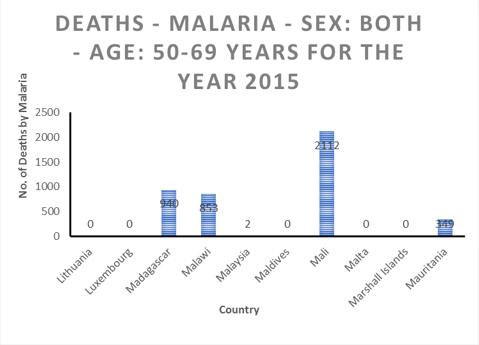 DEATHS - MALARIA - SEX: BOTH
- AGE: 50-69 YEARS FOR THE
YEAR 2015
No. of Deaths by Malaria
2500
2000
1500
1000
500
0
0
0
940
853
2
0
2112
0
0
349
Lithuania
Luxembourg
Madagascar
Malawi
Malaysia
Maldives
Mali
Malta
Marshall Islands
Mauritania
Country